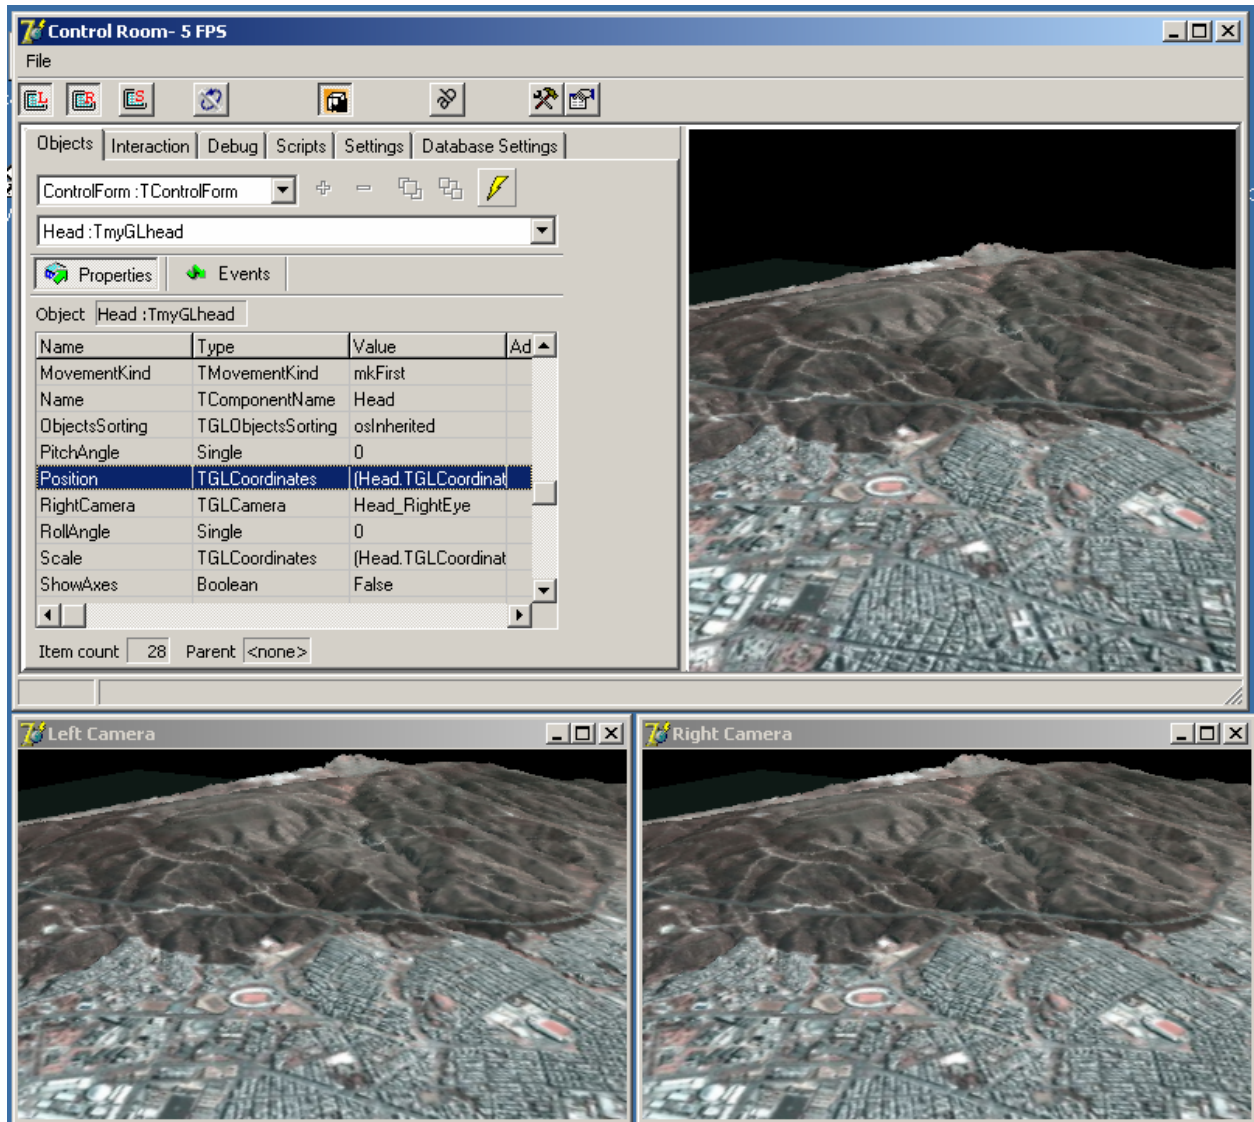 Control Room- 5 FPS
File
L R S
Objects Interaction Debug Scripts Settings Database Settings
ControlForm :TControlForm
Head :TmyGLhead
Properties Events
Object Head :TmyGLhead
Name Type Value Ad
MovementKind TMovementKind mkFirst
Name TComponentName Head
ObjectsSorting TGLObjectsSorting osInherited
PitchAngle Single 0
Position TGLCoordinates (Head.TGLCoordinat
RightCamera TGLCamera Head_RightEye
RollAngle Single 0
Scale TGLCoordinates (Head.TGLCoordinat
ShowAxes Boolean False
Item count 28 Parent <none>
Left Camera Right Camera